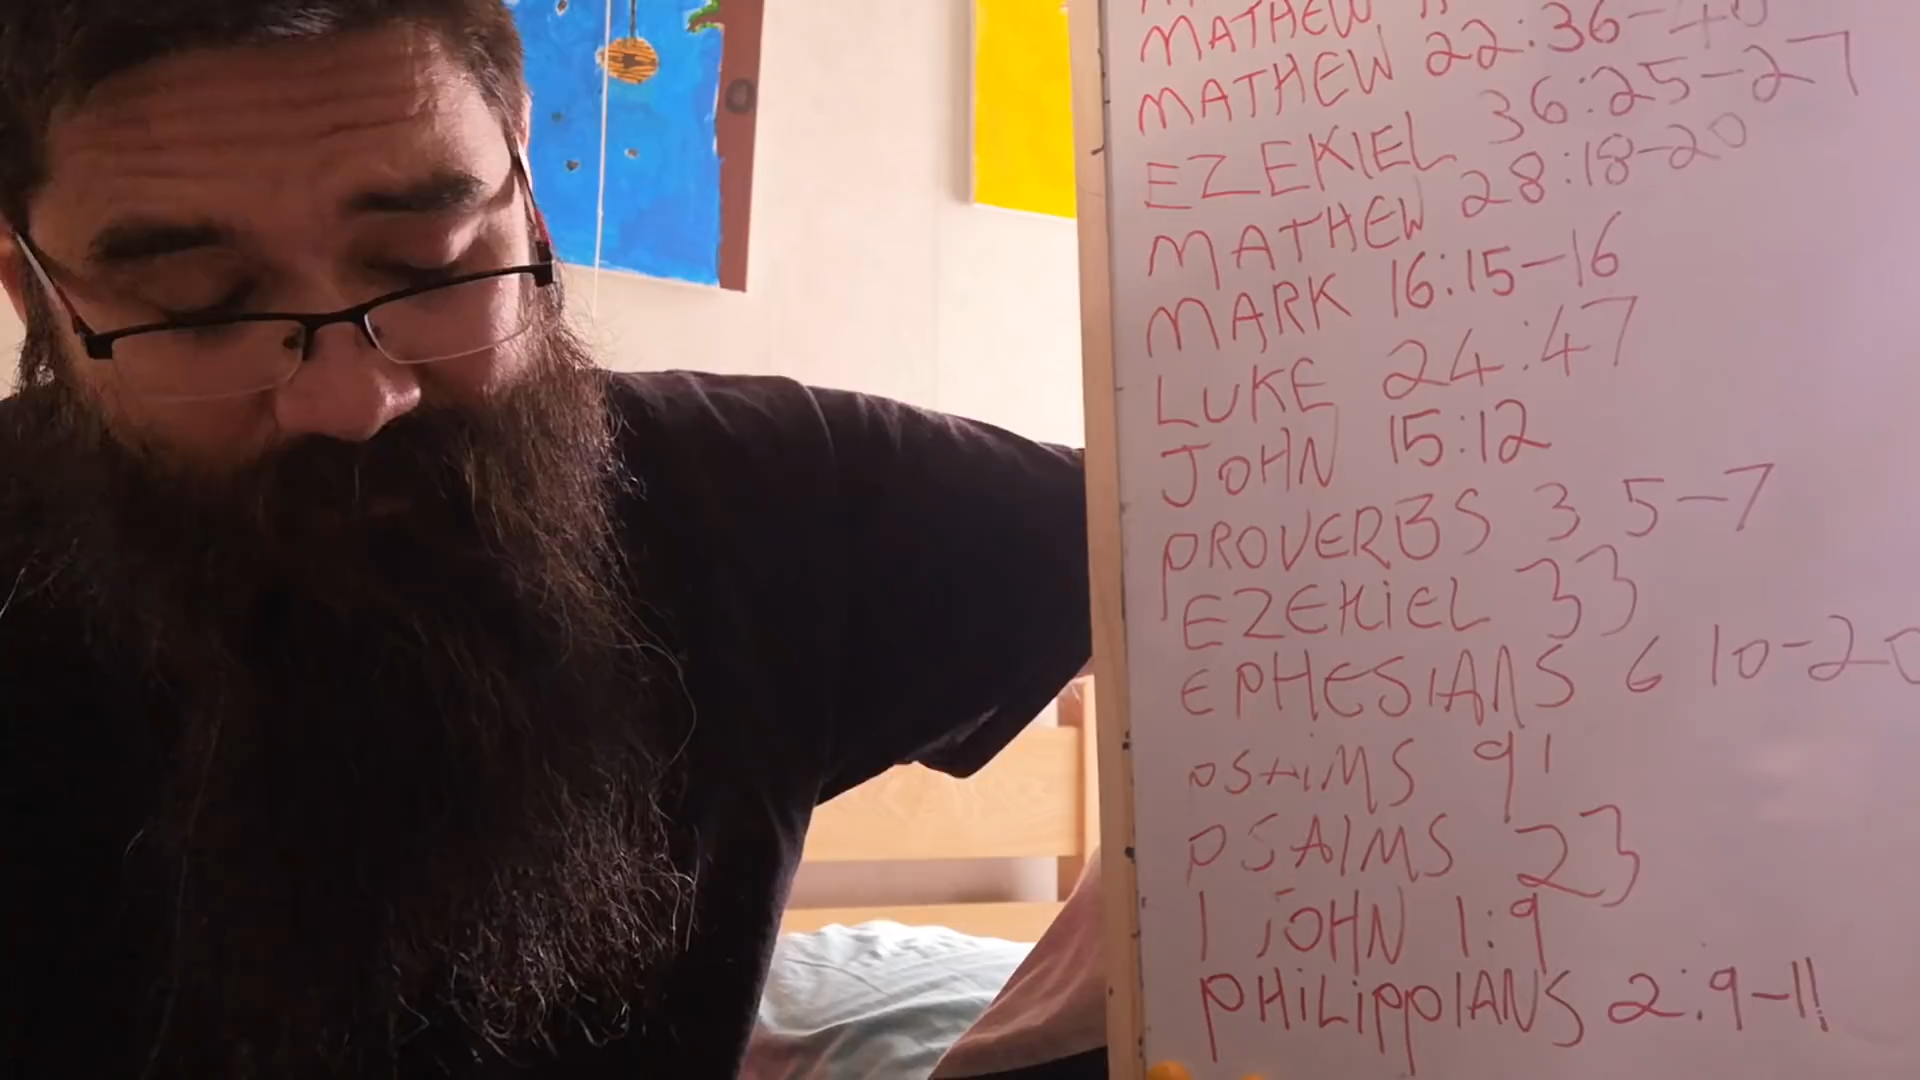 MATHEW
MATHEW 22:36-40
EZEKIEL 36:25-27
MATHEW 28:18-20
MARK 16:15-16
LUKE 24:47
JOHN 15:12
PROVERBS 3 5-7
EZEKIEL 33
EPHESIANS 6 10-20
PSALMS 91
PSALMS 23
1 JOHN 1:9
PHILIPPIANS 2:9-11